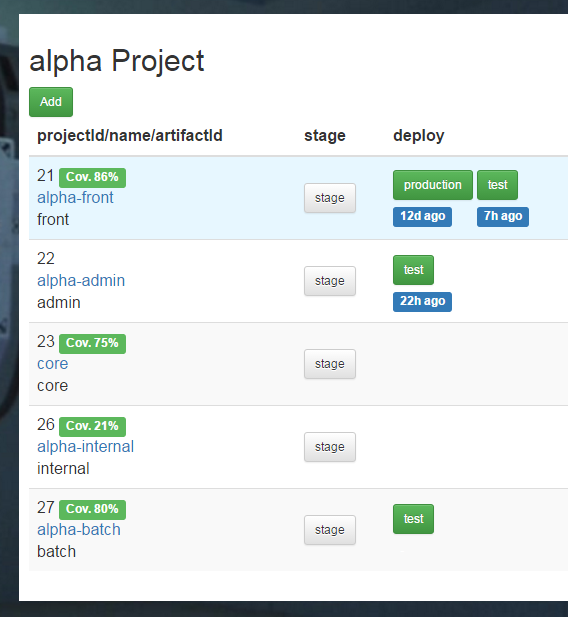 alpha Project
Add
projectId/name/artifactId stage deploy
21 Cov. 86%
alpha-front
front
stage
production test
12d ago 7h ago
22
alpha-admin
admin
stage
test
22h ago
23 Cov. 75%
core
core
stage
26 Cov. 21%
alpha-internal
internal
stage
27 Cov. 80%
alpha-batch
batch
stage
test